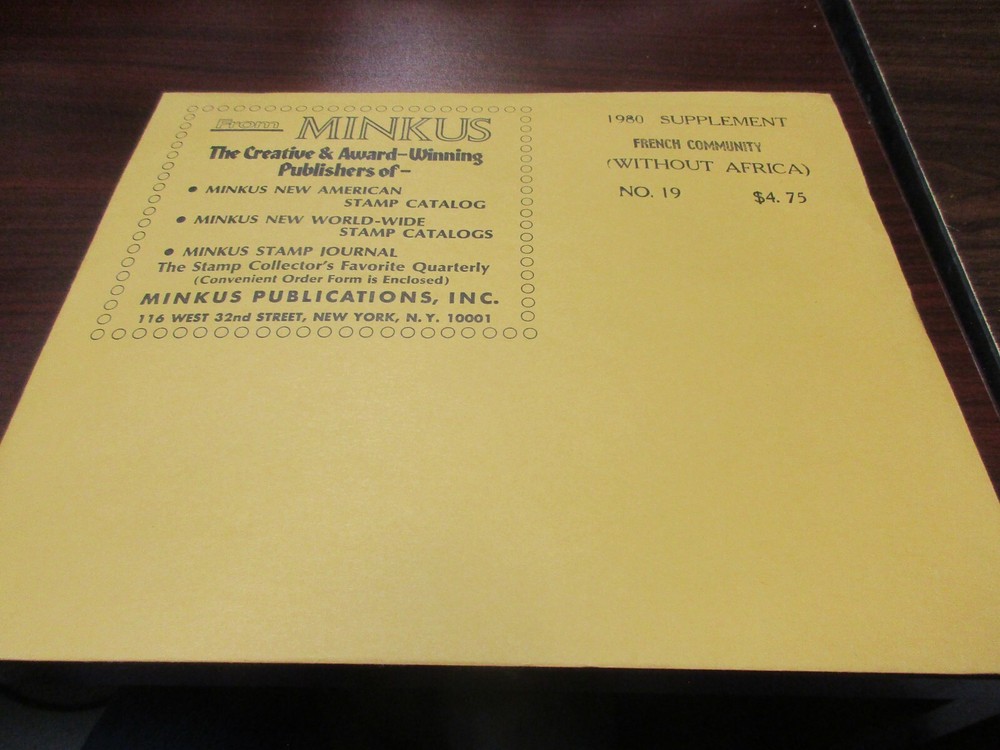 From MINKUS
The Creative & Award-Winning
Publishers of-
● MINKUS NEW AMERICAN
STAMP CATALOG
● MINKUS NEW WORLD-WIDE
STAMP CATALOGS
● MINKUS STAMP JOURNAL
The Stamp Collector's Favorite Quarterly
(Convenient Order Form is Enclosed)
MINKUS PUBLICATIONS, INC.
116 WEST 32nd STREET, NEW YORK, N.Y. 10001
1980 SUPPLEMENT
FRENCH COMMUNITY
(WITHOUT AFRICA)
NO. 19 $4.75